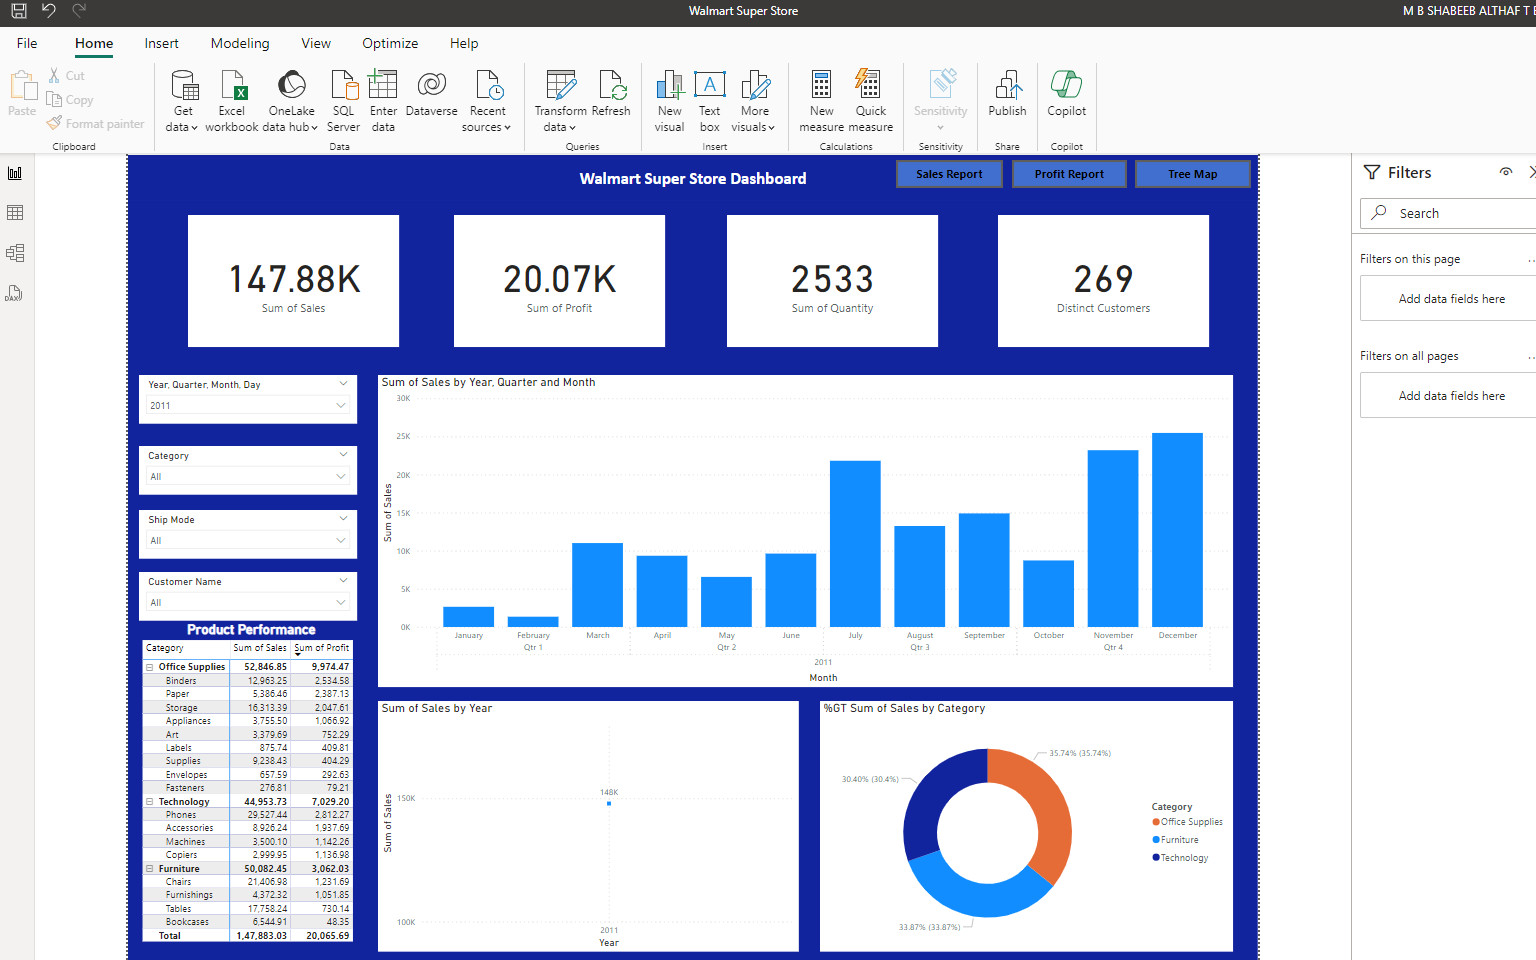 Walmart Super Store
M B SHABEEB ALTHAF T
File Home Insert Modeling View Optimize Help
Paste
Cut
Copy
Format painter
Clipboard
Get data
Excel workbook
OneLake data hub
SQL Server
Enter data
Dataverse
Recent sources
Data
Transform data
Refresh
Queries
New visual
Text box
More visuals
Insert
New measure
Quick measure
Calculations
Sensitivity
Sensitivity
Publish
Share
Copilot
Copilot
Walmart Super Store Dashboard
Sales Report
Profit Report
Tree Map
147.88K
Sum of Sales
20.07K
Sum of Profit
2533
Sum of Quantity
269
Distinct Customers
Year, Quarter, Month, Day
2011
Category
All
Ship Mode
All
Customer Name
All
Product Performance
Category Sum of Sales Sum of Profit
Office Supplies 52,846.85 9,974.47
Binders 12,963.25 2,534.58
Paper 5,386.46 2,387.13
Storage 16,313.39 2,047.61
Appliances 3,755.50 1,066.92
Art 3,379.69 752.29
Labels 875.74 409.81
Supplies 9,238.43 404.29
Envelopes 657.59 292.63
Fasteners 276.81 79.21
Technology 44,953.73 7,029.20
Phones 29,527.44 2,812.27
Accessories 8,926.24 1,937.69
Machines 3,500.10 1,142.26
Copiers 2,999.95 1,136.98
Furniture 50,082.45 3,062.03
Chairs 21,406.98 1,231.69
Furnishings 4,372.32 1,051.85
Tables 17,758.24 730.14
Bookcases 6,544.91 48.35
Total 1,47,883.03 20,065.69
Sum of Sales by Year, Quarter and Month
Sum of Sales
30K
25K
20K
15K
10K
5K
0K
January February March April May June July August September October November December
Qtr 1 Qtr 2 Qtr 3 Qtr 4
2011
Month
Sum of Sales by Year
Sum of Sales
150K
100K
148K
2011
Year
%GT Sum of Sales by Category
35.74% (35.74%)
30.40% (30.4%)
33.87% (33.87%)
Category
Office Supplies
Furniture
Technology
Filters
Search
Filters on this page
Add data fields here
Filters on all pages
Add data fields here
DAX